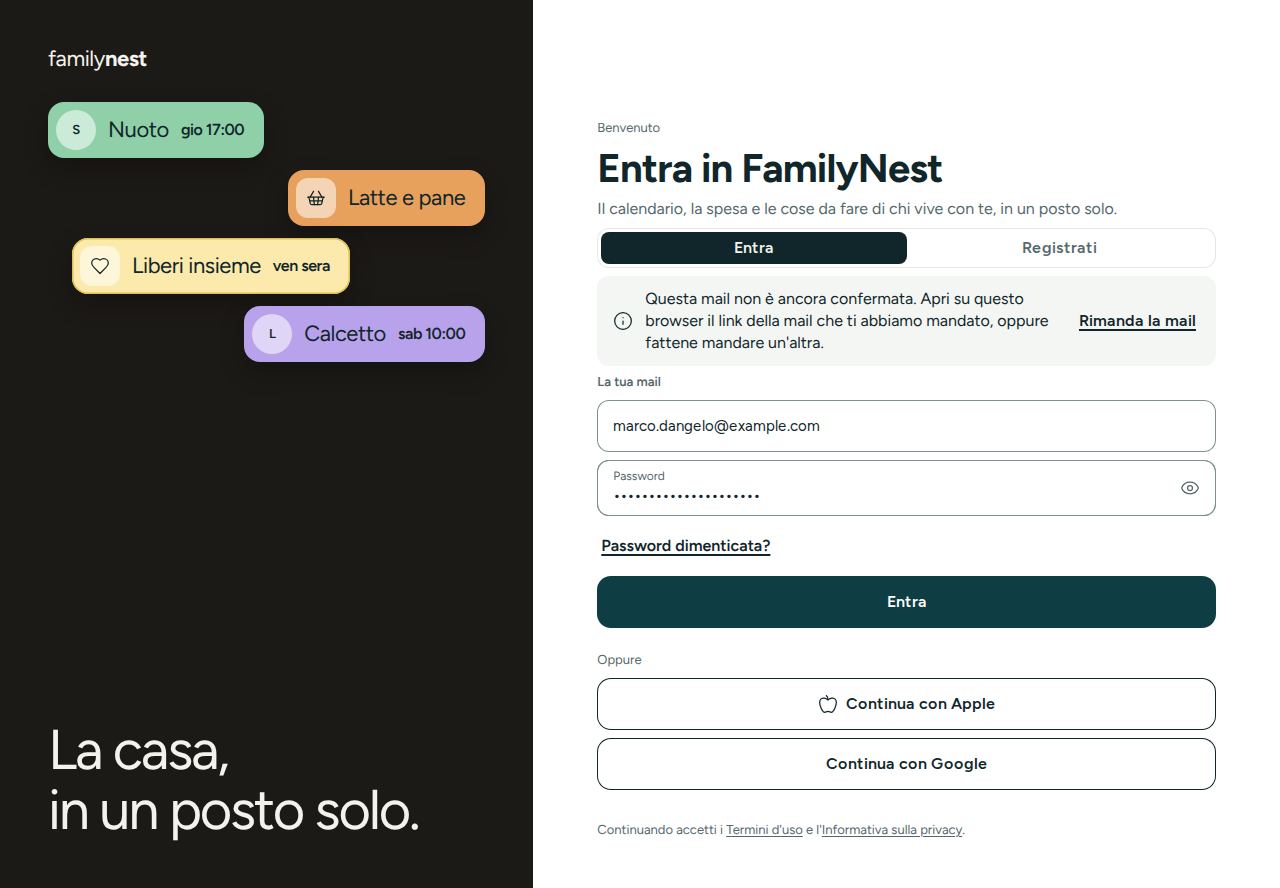 familynest
S Nuoto gio 17:00
Latte e pane
Liberi insieme ven sera
L Calcetto sab 10:00
La casa,
in un posto solo.
Benvenuto
Entra in FamilyNest
Il calendario, la spesa e le cose da fare di chi vive con te, in un posto solo.
Entra Registrati
Questa mail non è ancora confermata. Apri su questo
browser il link della mail che ti abbiamo mandato, oppure
fattene mandare un'altra.
Rimanda la mail
La tua mail
marco.dangelo@example.com
Password
•••••••••••••••••••••
Password dimenticata?
Entra
Oppure
Continua con Apple
Continua con Google
Continuando accetti i Termini d'uso e l'Informativa sulla privacy.